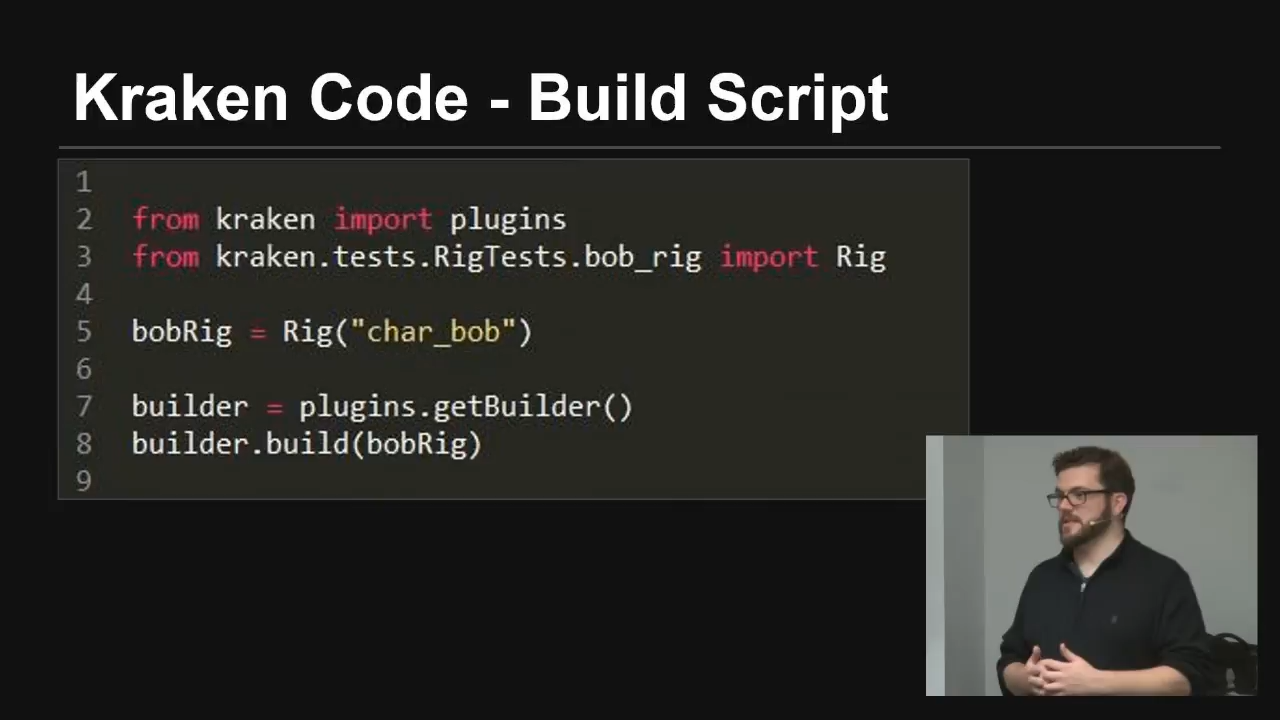 Kraken Code - Build Script
1
2 from kraken import plugins
3 from kraken.tests.RigTests.bob_rig import Rig
4
5 bobRig = Rig("char_bob")
6
7 builder = plugins.getBuilder()
8 builder.build(bobRig)
9